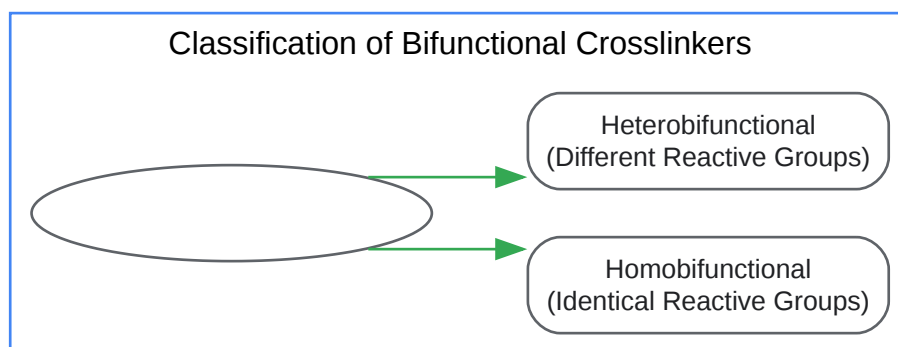 Classification of Bifunctional Crosslinkers
Heterobifunctional
(Different Reactive Groups)
Homobifunctional
(Identical Reactive Groups)